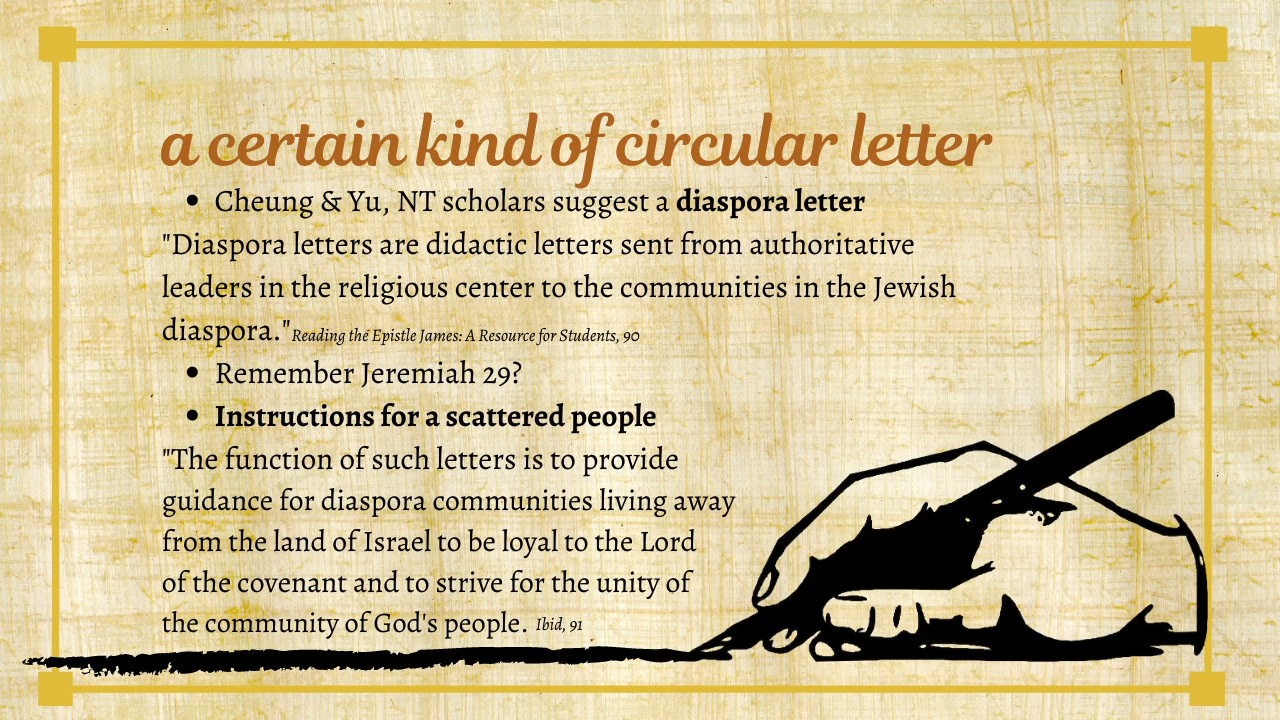 a certain kind of circular letter
• Cheung & Yu, NT scholars suggest a diaspora letter
"Diaspora letters are didactic letters sent from authoritative
leaders in the religious center to the communities in the Jewish
diaspora." Reading the Epistle James: A Resource for Students, 90
• Remember Jeremiah 29?
• Instructions for a scattered people
"The function of such letters is to provide
guidance for diaspora communities living away
from the land of Israel to be loyal to the Lord
of the covenant and to strive for the unity of
the community of God's people. Ibid, 91